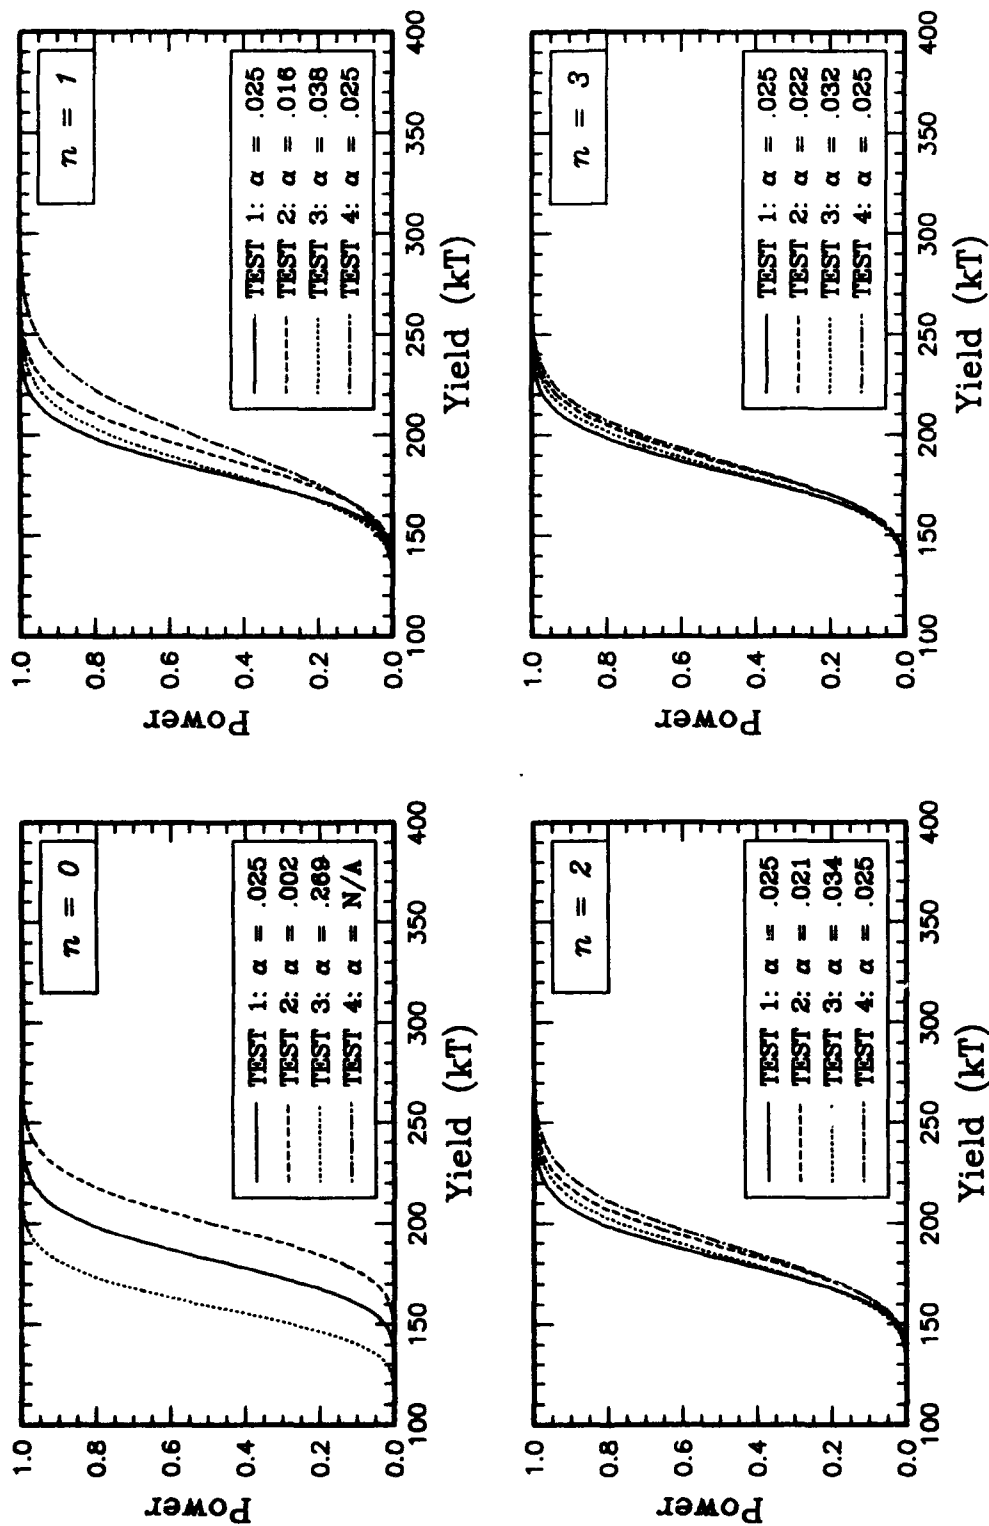 n = 0
TEST 1: α = .025
TEST 2: α = .002
TEST 3: α = .269
TEST 4: α = N/A
Power
1.0
0.8
0.6
0.4
0.2
0.0
100 150 200 250 300 350 400
Yield (kT)
n = 1
TEST 1: α = .025
TEST 2: α = .016
TEST 3: α = .038
TEST 4: α = .025
Power
1.0
0.8
0.6
0.4
0.2
0.0
100 150 200 250 300 350 400
Yield (kT)
n = 2
TEST 1: α = .025
TEST 2: α = .021
TEST 3: α = .034
TEST 4: α = .025
Power
1.0
0.8
0.6
0.4
0.2
0.0
100 150 200 250 300 350 400
Yield (kT)
n = 3
TEST 1: α = .025
TEST 2: α = .022
TEST 3: α = .032
TEST 4: α = .025
Power
1.0
0.8
0.6
0.4
0.2
0.0
100 150 200 250 300 350 400
Yield (kT)